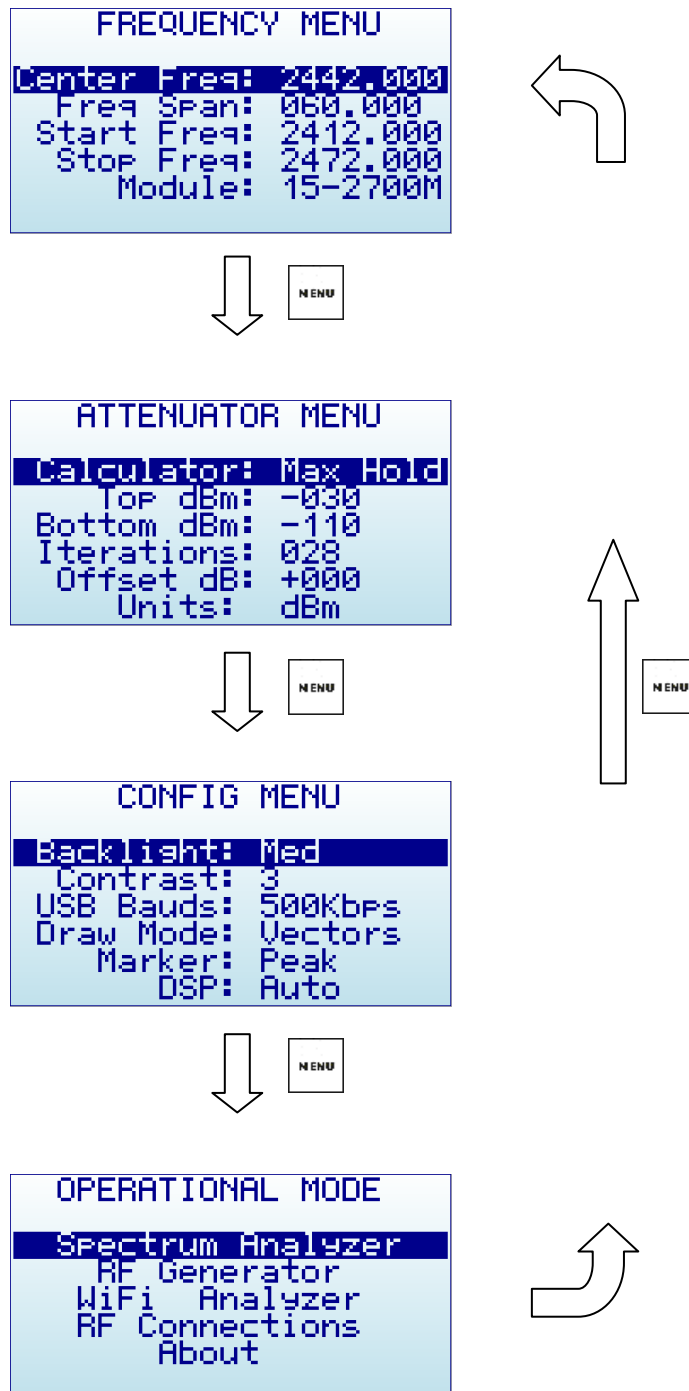 FREQUENCY MENU
Center Freq: 2442.000
Freq Span: 060.000
Start Freq: 2412.000
Stop Freq: 2472.000
Module: 15-2700M
MENU
ATTENUATOR MENU
Calculator: Max Hold
Top dBm: -030
Bottom dBm: -110
Iterations: 028
Offset dB: +000
Units: dBm
MENU
MENU
CONFIG MENU
Backlight: Med
Contrast: 3
USB Bauds: 500Kbps
Draw Mode: Vectors
Marker: Peak
DSP: Auto
MENU
OPERATIONAL MODE
Spectrum Analyzer
RF Generator
WiFi Analyzer
RF Connections
About